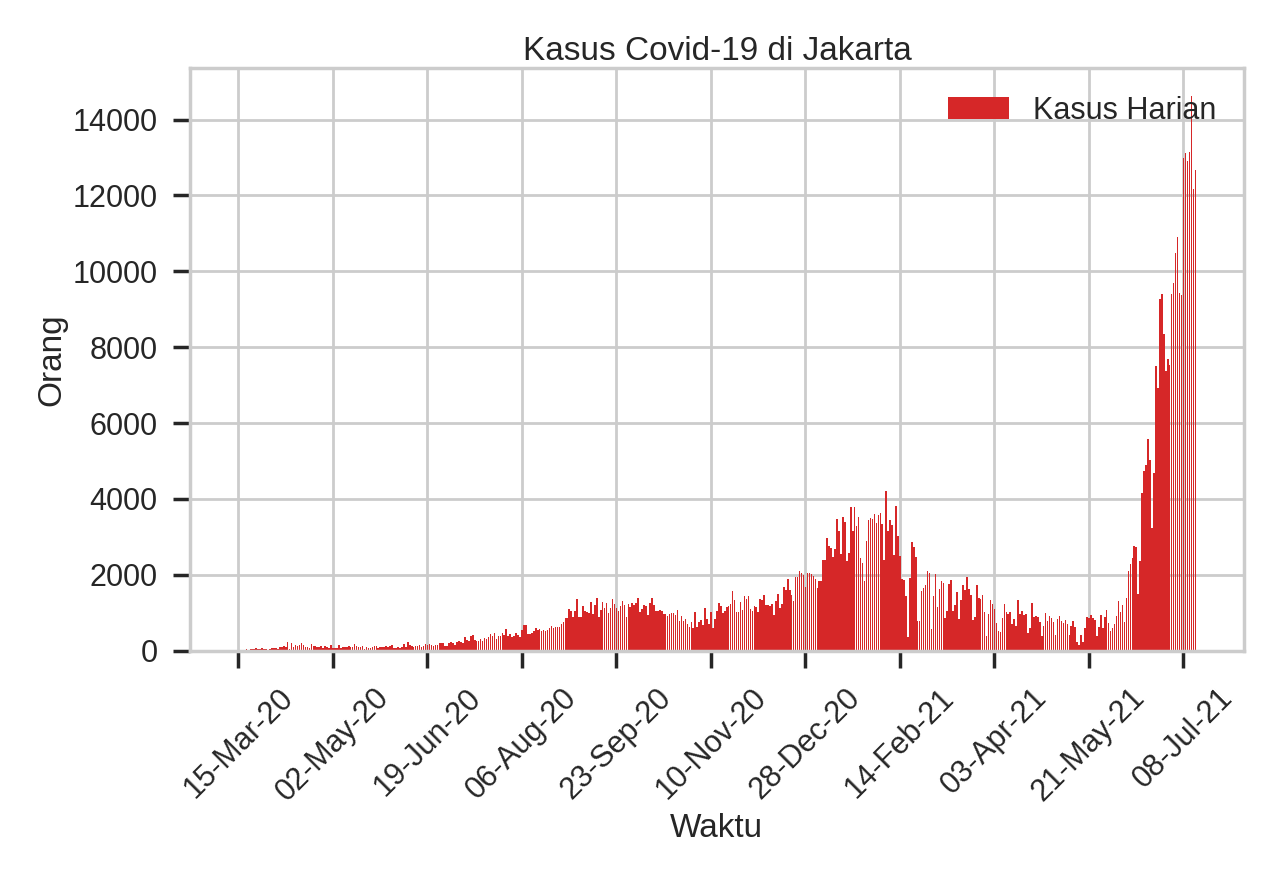 Kasus Covid-19 di Jakarta
Kasus Harian
Orang
14000
12000
10000
8000
6000
4000
2000
0
15-Mar-20
02-May-20
19-Jun-20
06-Aug-20
23-Sep-20
10-Nov-20
28-Dec-20
14-Feb-21
03-Apr-21
21-May-21
08-Jul-21
Waktu